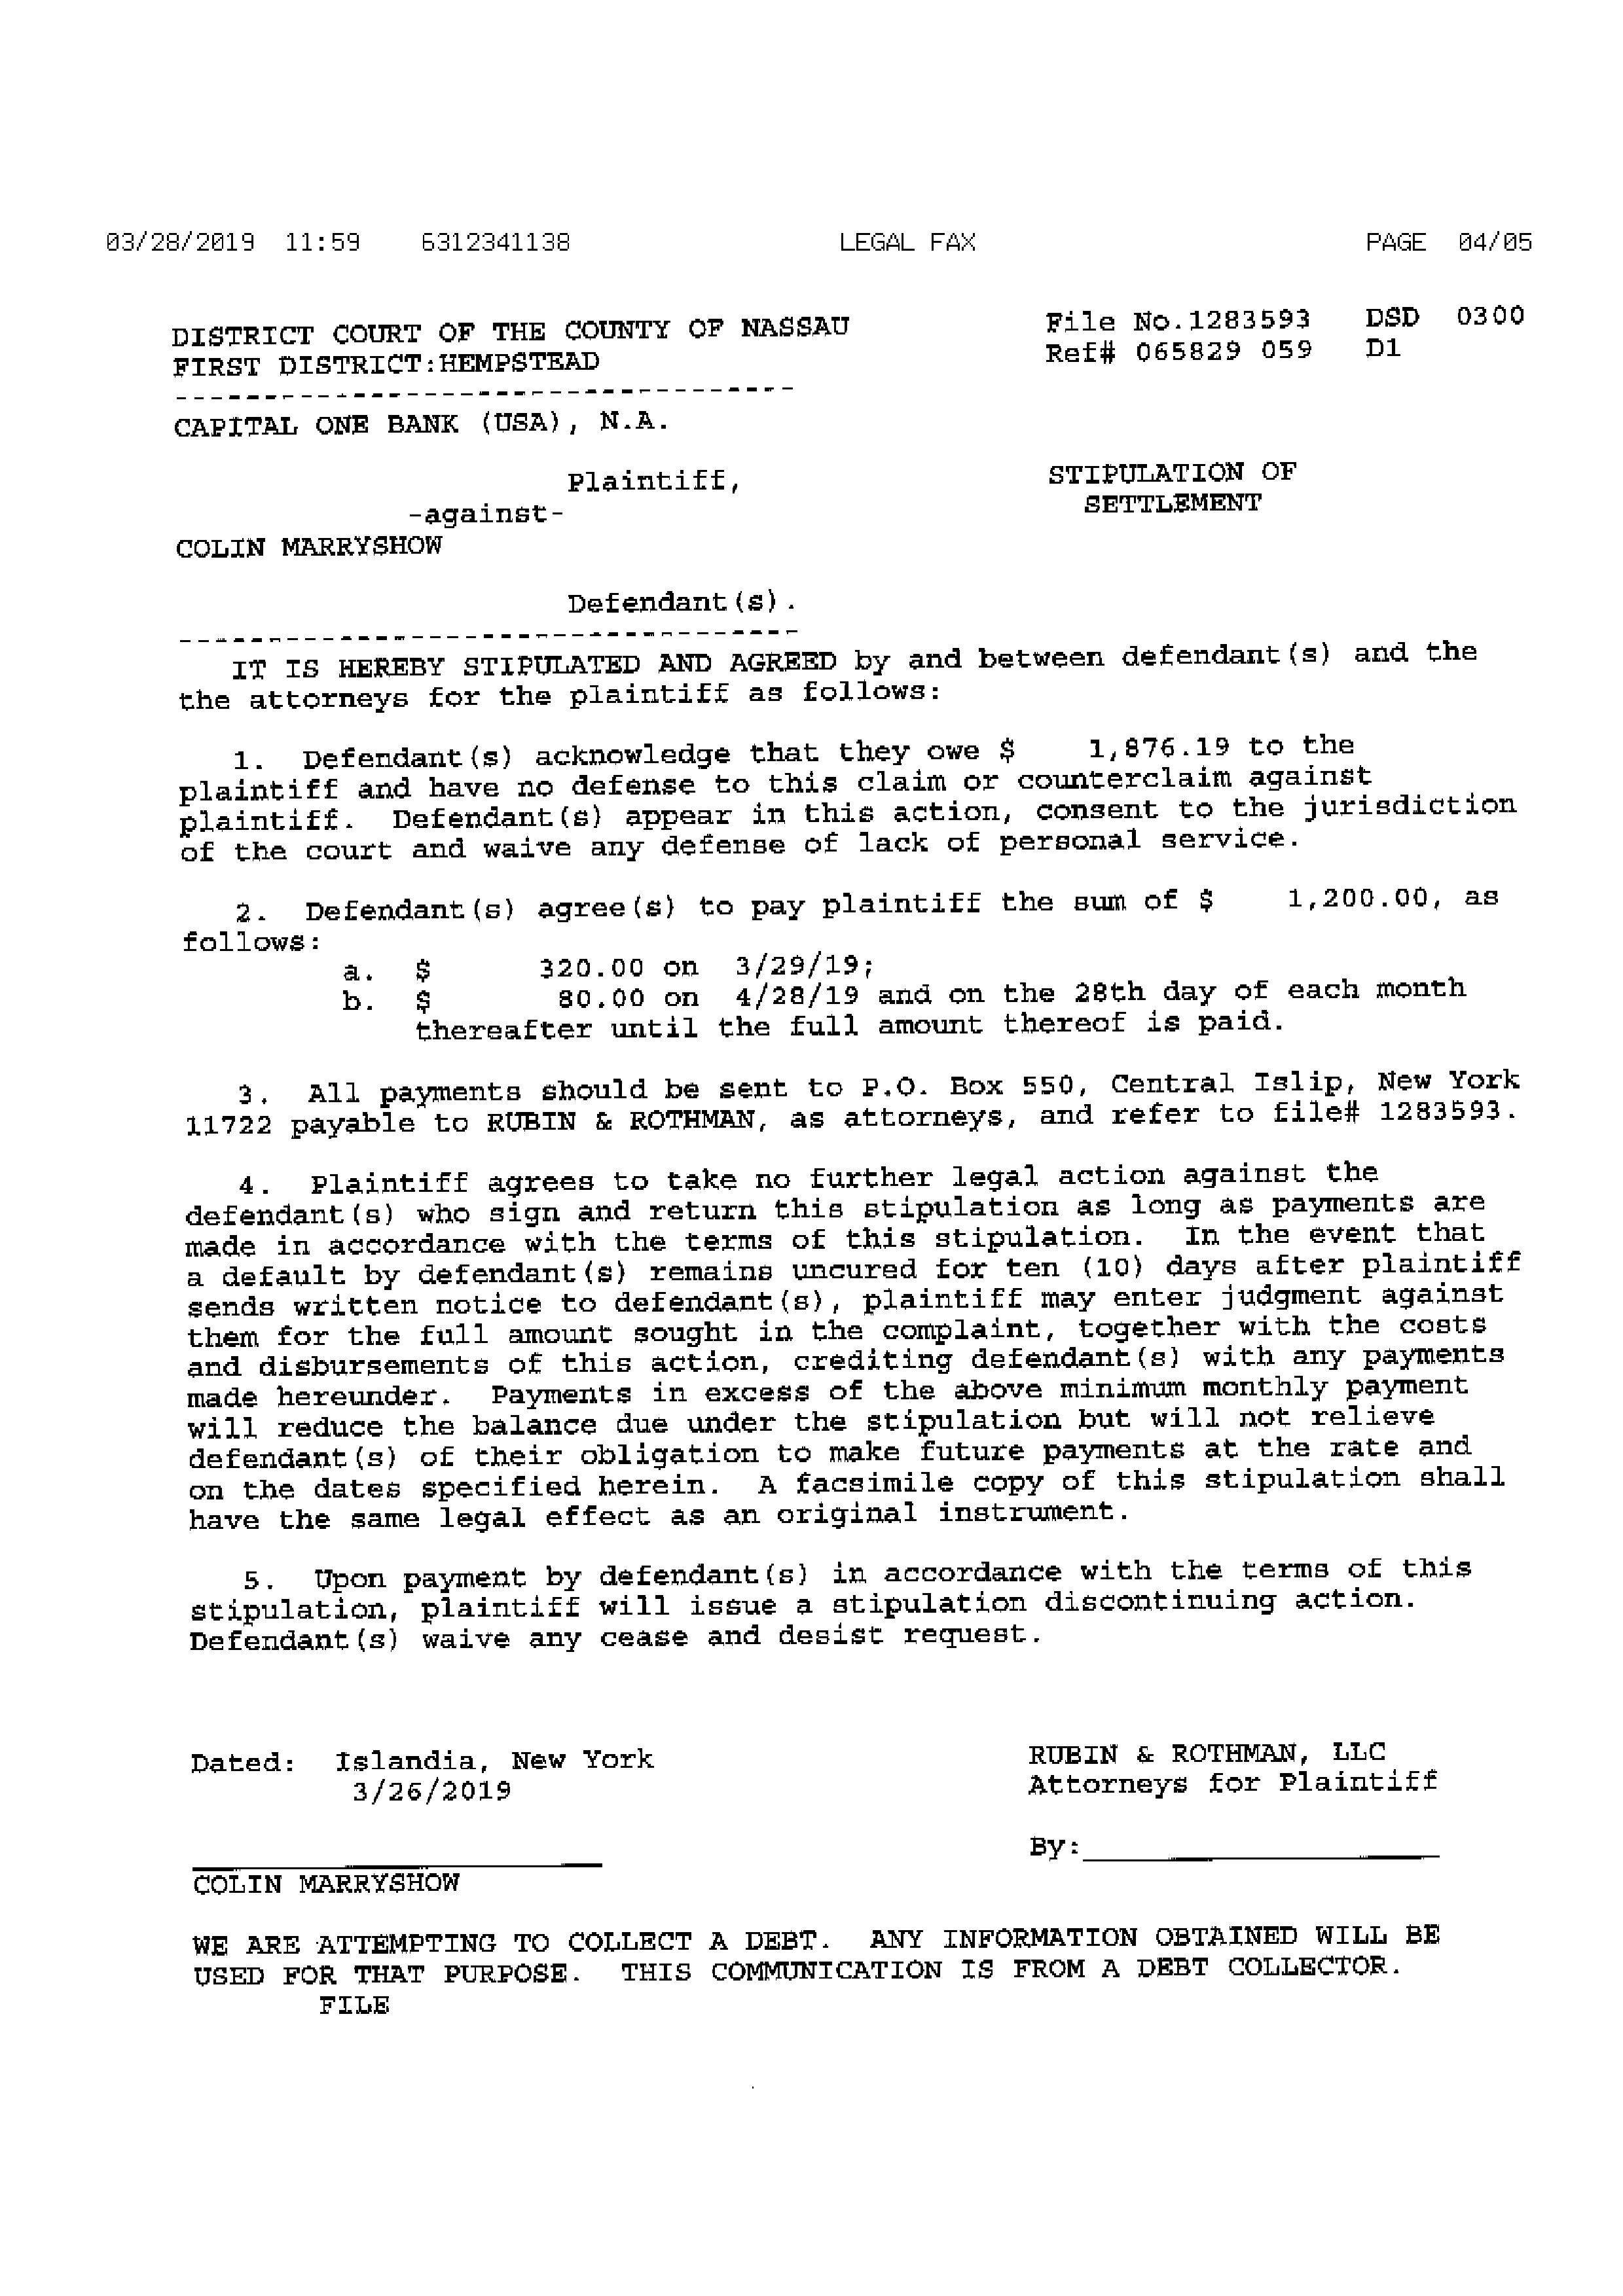 03/28/2019 11:59 6312341138 LEGAL FAX PAGE 04/05
DISTRICT COURT OF THE COUNTY OF NASSAU File No.1283593 DSD 0300
FIRST DISTRICT:HEMPSTEAD Ref# 065829 059 D1
-----------------------------------
CAPITAL ONE BANK (USA), N.A.
Plaintiff, STIPULATION OF
-against- SETTLEMENT
COLIN MARRYSHOW
Defendant(s).
-----------------------------------
IT IS HEREBY STIPULATED AND AGREED by and between defendant(s) and the
the attorneys for the plaintiff as follows:
1. Defendant(s) acknowledge that they owe $ 1,876.19 to the
plaintiff and have no defense to this claim or counterclaim against
plaintiff. Defendant(s) appear in this action, consent to the jurisdiction
of the court and waive any defense of lack of personal service.
2. Defendant(s) agree(s) to pay plaintiff the sum of $ 1,200.00, as
follows:
a. $ 320.00 on 3/29/19;
b. $ 80.00 on 4/28/19 and on the 28th day of each month
thereafter until the full amount thereof is paid.
3. All payments should be sent to P.O. Box 550, Central Islip, New York
11722 payable to RUBIN & ROTHMAN, as attorneys, and refer to file# 1283593.
4. Plaintiff agrees to take no further legal action against the
defendant(s) who sign and return this stipulation as long as payments are
made in accordance with the terms of this stipulation. In the event that
a default by defendant(s) remains uncured for ten (10) days after plaintiff
sends written notice to defendant(s), plaintiff may enter judgment against
them for the full amount sought in the complaint, together with the costs
and disbursements of this action, crediting defendant(s) with any payments
made hereunder. Payments in excess of the above minimum monthly payment
will reduce the balance due under the stipulation but will not relieve
defendant(s) of their obligation to make future payments at the rate and
on the dates specified herein. A facsimile copy of this stipulation shall
have the same legal effect as an original instrument.
5. Upon payment by defendant(s) in accordance with the terms of this
stipulation, plaintiff will issue a stipulation discontinuing action.
Defendant(s) waive any cease and desist request.
Dated: Islandia, New York RUBIN & ROTHMAN, LLC
3/26/2019 Attorneys for Plaintiff
By:
COLIN MARRYSHOW
WE ARE ATTEMPTING TO COLLECT A DEBT. ANY INFORMATION OBTAINED WILL BE
USED FOR THAT PURPOSE. THIS COMMUNICATION IS FROM A DEBT COLLECTOR.
FILE